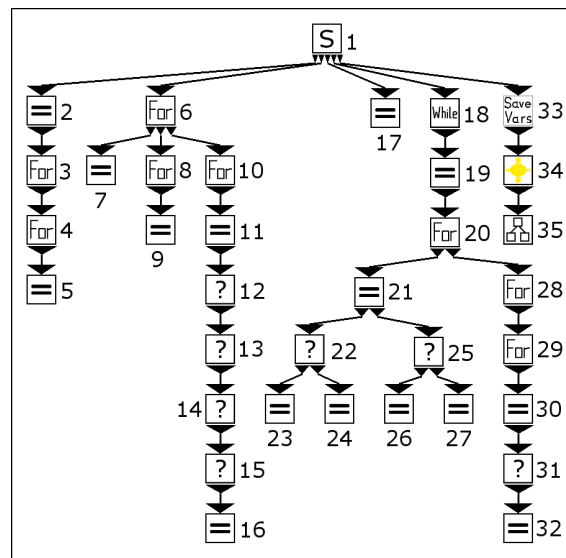 S 1
= 2
For 6
= 17
While 18
Save Vars 33
For 3
= 7
For 8
For 10
= 19
34
For 4
= 9
= 11
For 20
35
= 5
? 12
= 21
For 28
? 13
? 22
? 25
For 29
14 ?
= 23
= 24
= 26
= 27
= 30
? 15
? 31
= 16
= 32